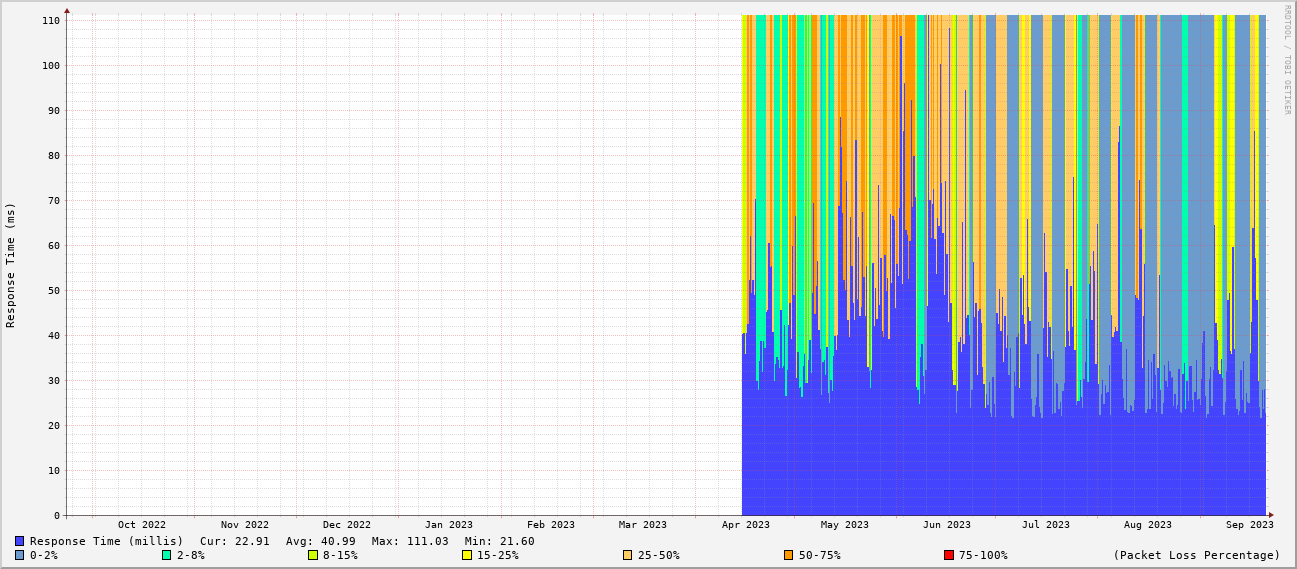 RRDTOOL / TOBI OETIKER
Response Time (ms)
110
100
90
80
70
60
50
40
30
20
10
0
Oct 2022 Nov 2022 Dec 2022 Jan 2023 Feb 2023 Mar 2023 Apr 2023 May 2023 Jun 2023 Jul 2023 Aug 2023 Sep 2023
Response Time (millis) Cur: 22.91 Avg: 40.99 Max: 111.03 Min: 21.60
0-2% 2-8% 8-15% 15-25% 25-50% 50-75% 75-100% (Packet Loss Percentage)